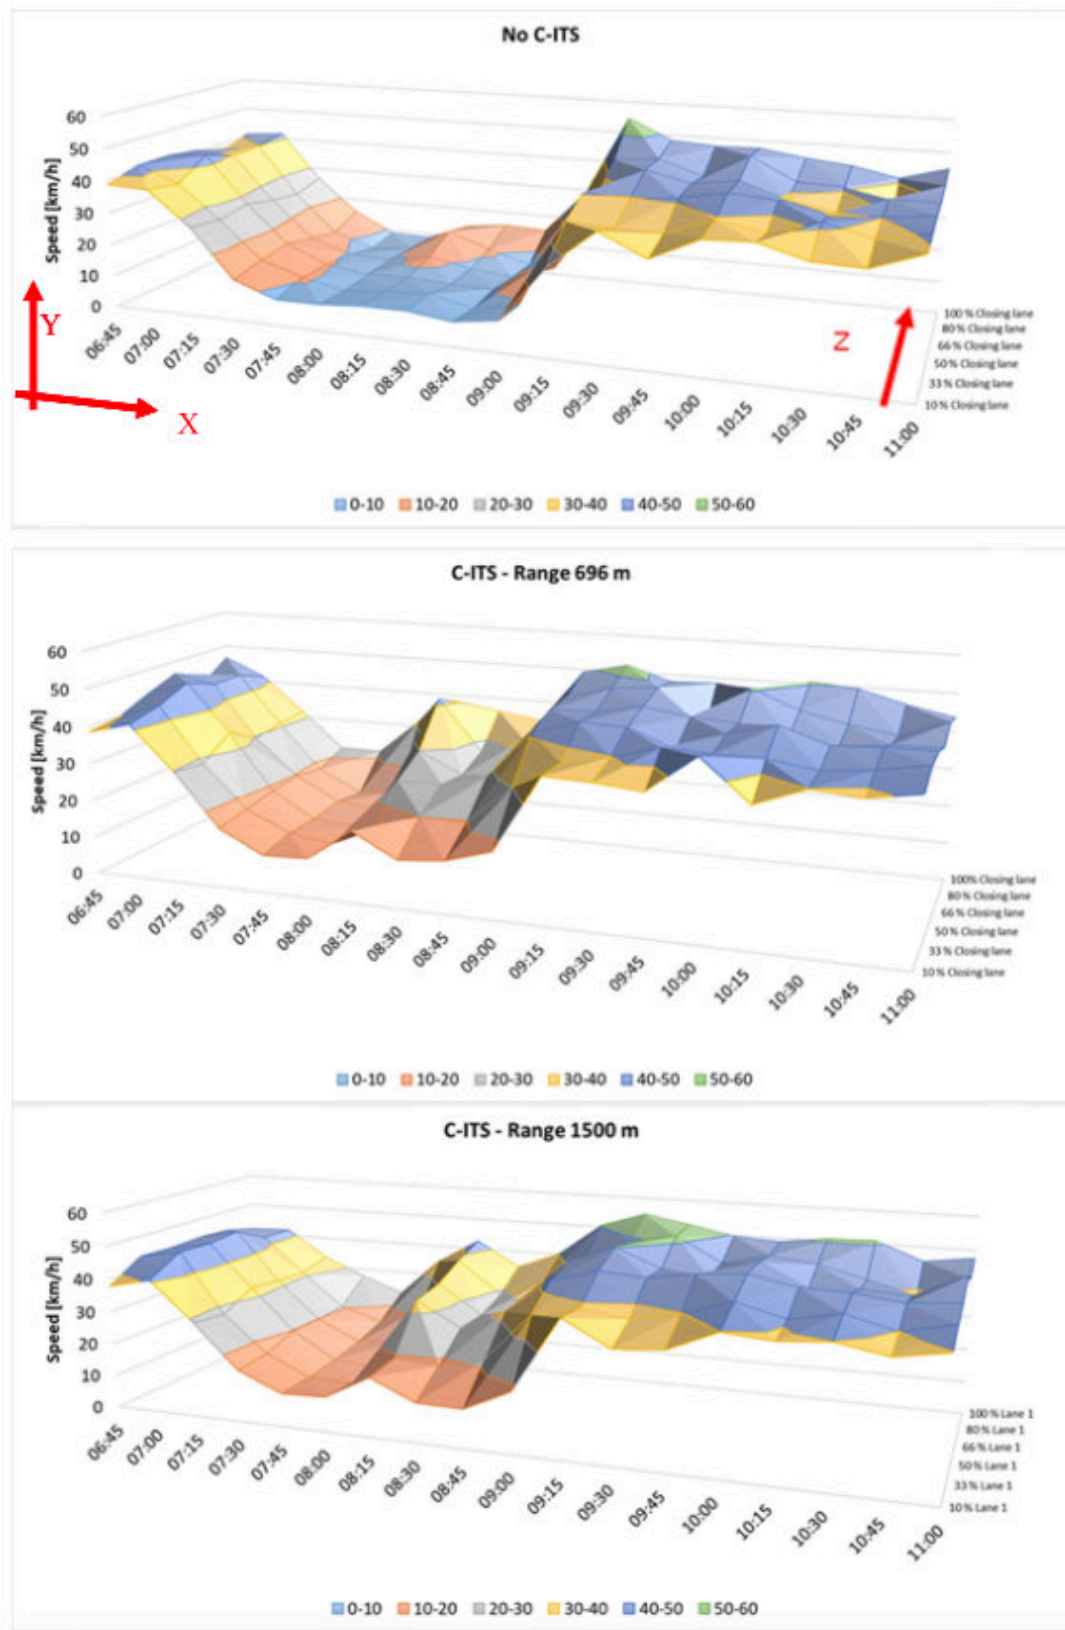 No C-ITS
60
50
40
30
20
10
0
Speed [km/h]
Y
X
Z
06:45 07:00 07:15 07:30 07:45 08:00 08:15 08:30 08:45 09:00 09:15 09:30 09:45 10:00 10:15 10:30 10:45 11:00
100 % Closing lane
80 % Closing lane
66 % Closing lane
50 % Closing lane
33 % Closing lane
10 % Closing lane
0-10 10-20 20-30 30-40 40-50 50-60
C-ITS - Range 696 m
60
50
40
30
20
10
0
Speed [km/h]
06:45 07:00 07:15 07:30 07:45 08:00 08:15 08:30 08:45 09:00 09:15 09:30 09:45 10:00 10:15 10:30 10:45 11:00
100% Closing lane
80 % Closing lane
66 % Closing lane
50 % Closing lane
33 % Closing lane
10 % Closing lane
0-10 10-20 20-30 30-40 40-50 50-60
C-ITS - Range 1500 m
60
50
40
30
20
10
0
Speed [km/h]
06:45 07:00 07:15 07:30 07:45 08:00 08:15 08:30 08:45 09:00 09:15 09:30 09:45 10:00 10:15 10:30 10:45 11:00
100 % Lane 1
80 % Lane 1
66 % Lane 1
50 % Lane 1
33 % Lane 1
10 % Lane 1
0-10 10-20 20-30 30-40 40-50 50-60